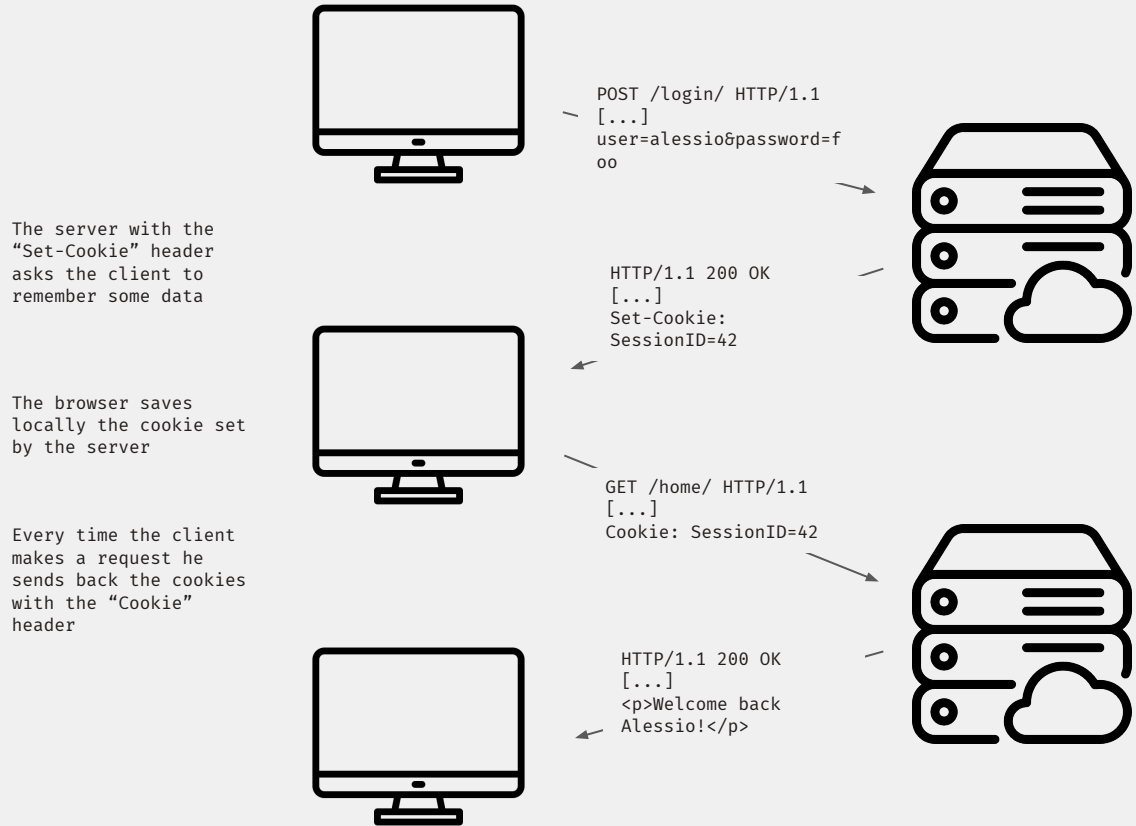 POST /login/ HTTP/1.1
[...]
user=alessio&password=f
oo
The server with the
“Set-Cookie” header
asks the client to
remember some data
HTTP/1.1 200 OK
[...]
Set-Cookie:
SessionID=42
The browser saves
locally the cookie set
by the server
GET /home/ HTTP/1.1
[...]
Cookie: SessionID=42
Every time the client
makes a request he
sends back the cookies
with the “Cookie”
header
HTTP/1.1 200 OK
[...]
<p>Welcome back
Alessio!</p>